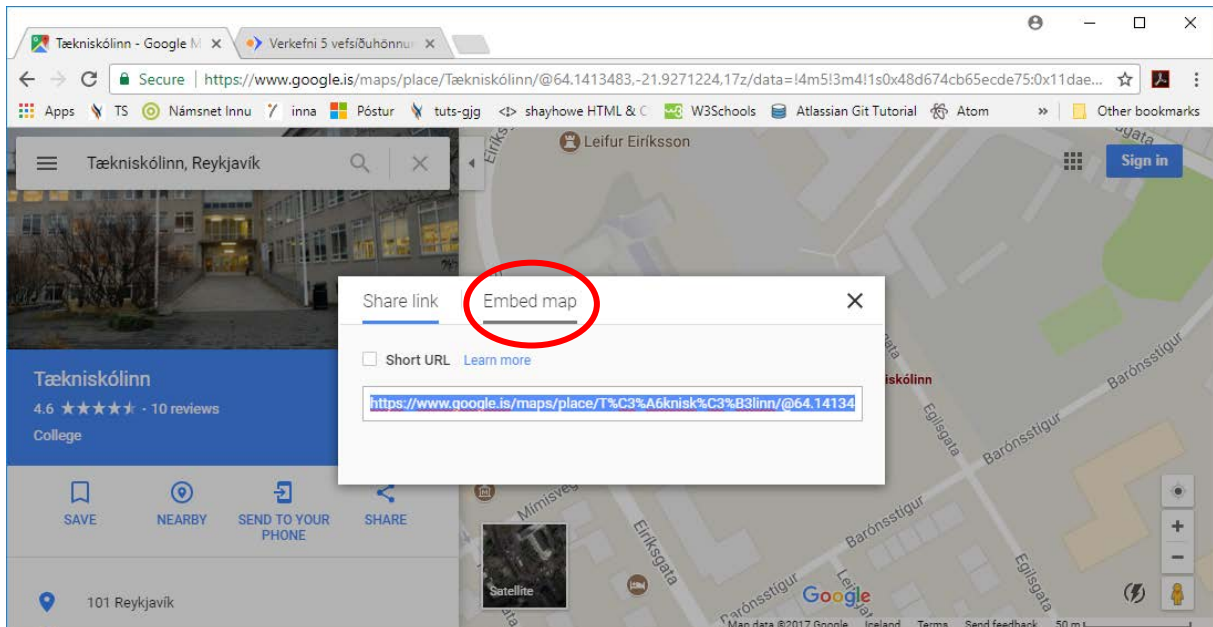 Tækniskólinn - Google M
Verkefni 5 vefsíðuhönnu
Secure https://www.google.is/maps/place/Tækniskólinn/@64.1413483,-21.9271224,17z/data=!4m5!3m4!1s0x48d674cb65ecde75:0x11dae...
Apps TS Námsnet Innu inna Póstur tuts-gjg shayhowe HTML & C W3Schools Atlassian Git Tutorial Atom » Other bookmarks
Tækniskólinn, Reykjavík
Eiríks
Leifur Eiríksson
Sign in
Share link Embed map
Short URL Learn more
https://www.google.is/maps/place/T%C3%A6knisk%C3%B3linn/@64.14134
Tækniskólinn
4.6 ★★★★★ - 10 reviews
College
SAVE NEARBY SEND TO YOUR PHONE SHARE
101 Reykjavík
iskólinn
Barónsstígur
Egilsgata
Barónsstígur
Mímisveg
Eiríksgata
Barónsstígur
Egilsgata
Barónsstígur
Satellite
Google
Map data ©2017 Google Iceland Terms Send feedback 50 m